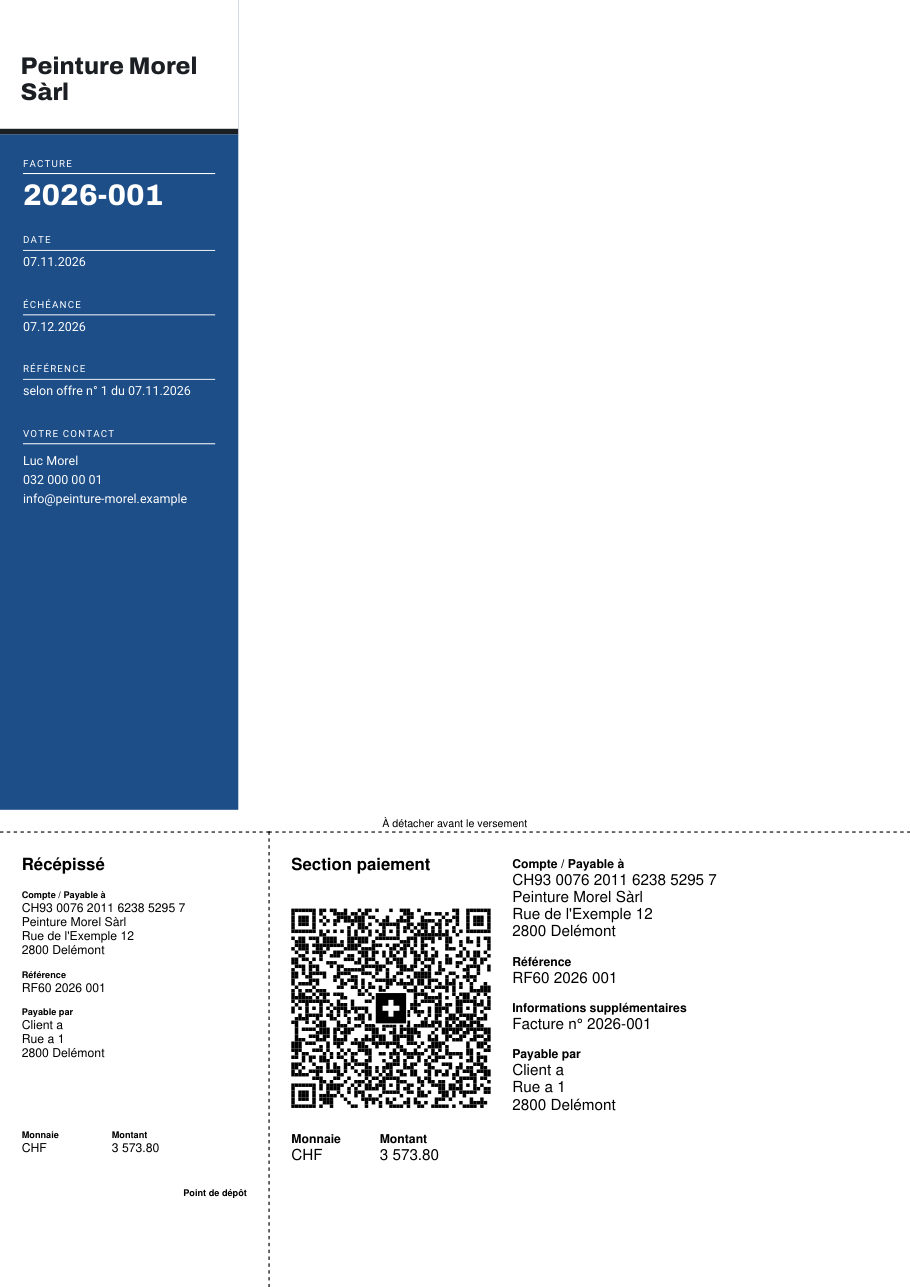 Peinture Morel
Sàrl
FACTURE
2026-001
DATE
07.11.2026
ÉCHÉANCE
07.12.2026
RÉFÉRENCE
selon offre n° 1 du 07.11.2026
VOTRE CONTACT
Luc Morel
032 000 00 01
info@peinture-morel.example
À détacher avant le versement
Récépissé
Compte / Payable à
CH93 0076 2011 6238 5295 7
Peinture Morel Sàrl
Rue de l'Exemple 12
2800 Delémont
Référence
RF60 2026 001
Payable par
Client a
Rue a 1
2800 Delémont
Monnaie Montant
CHF 3 573.80
Point de dépôt
Section paiement
Monnaie Montant
CHF 3 573.80
Compte / Payable à
CH93 0076 2011 6238 5295 7
Peinture Morel Sàrl
Rue de l'Exemple 12
2800 Delémont
Référence
RF60 2026 001
Informations supplémentaires
Facture n° 2026-001
Payable par
Client a
Rue a 1
2800 Delémont